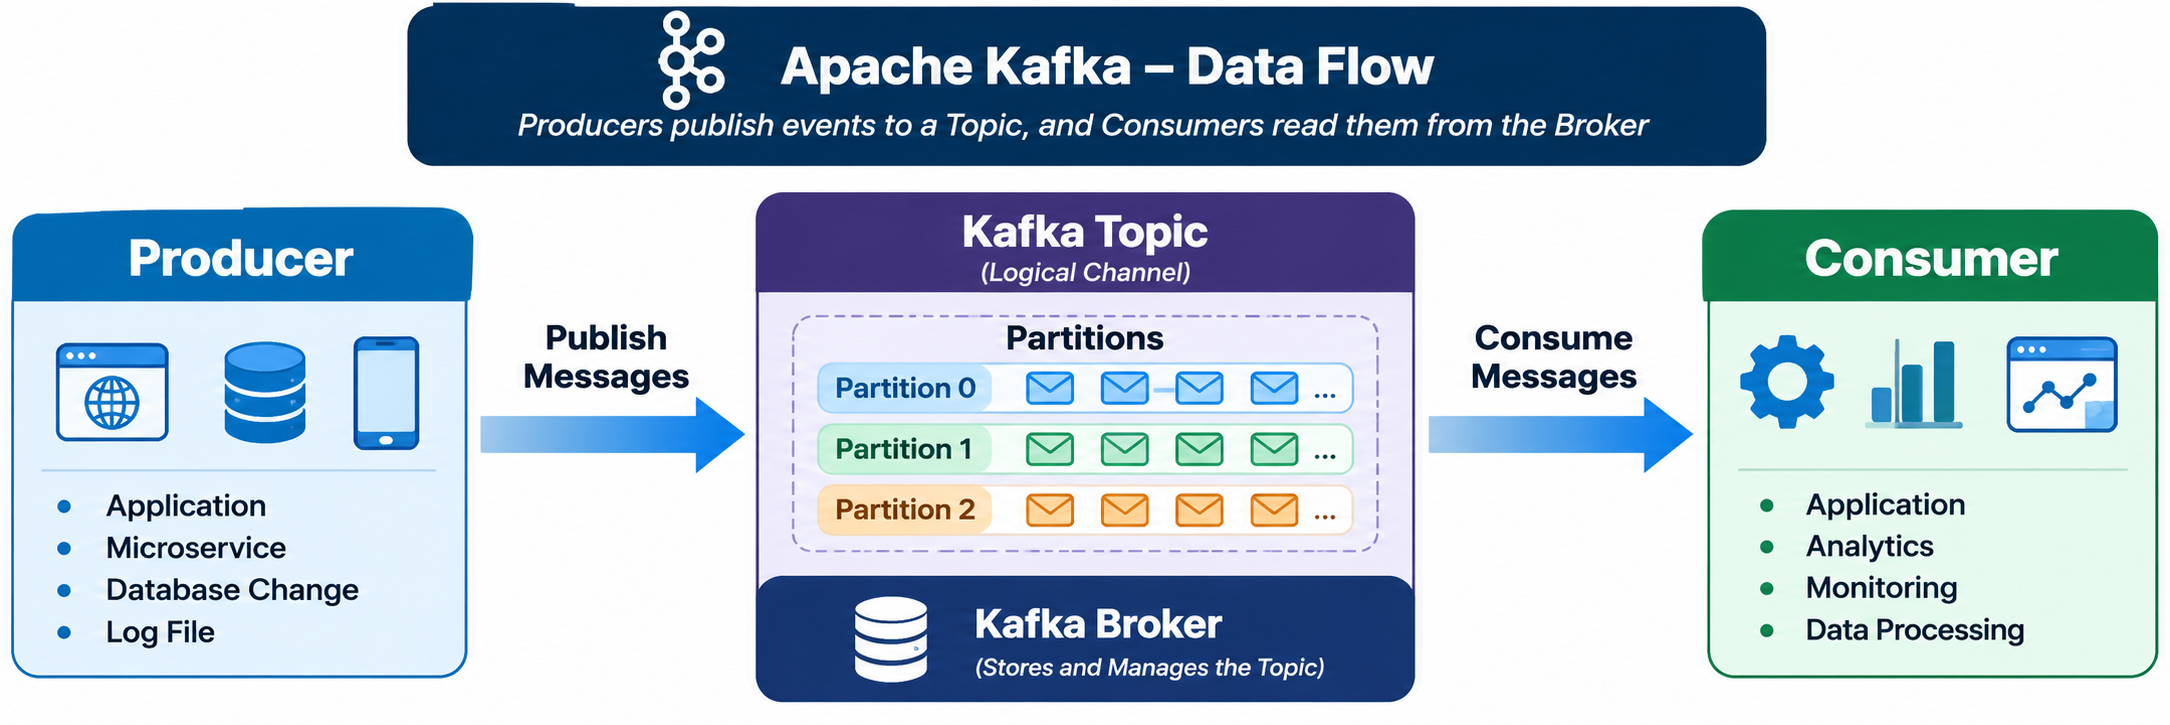 Apache Kafka – Data Flow
Producers publish events to a Topic, and Consumers read them from the Broker
Producer
Application
Microservice
Database Change
Log File
Publish
Messages
Kafka Topic
(Logical Channel)
Partitions
Partition 0 ...
Partition 1 ...
Partition 2 ...
Kafka Broker
(Stores and Manages the Topic)
Consume
Messages
Consumer
Application
Analytics
Monitoring
Data Processing